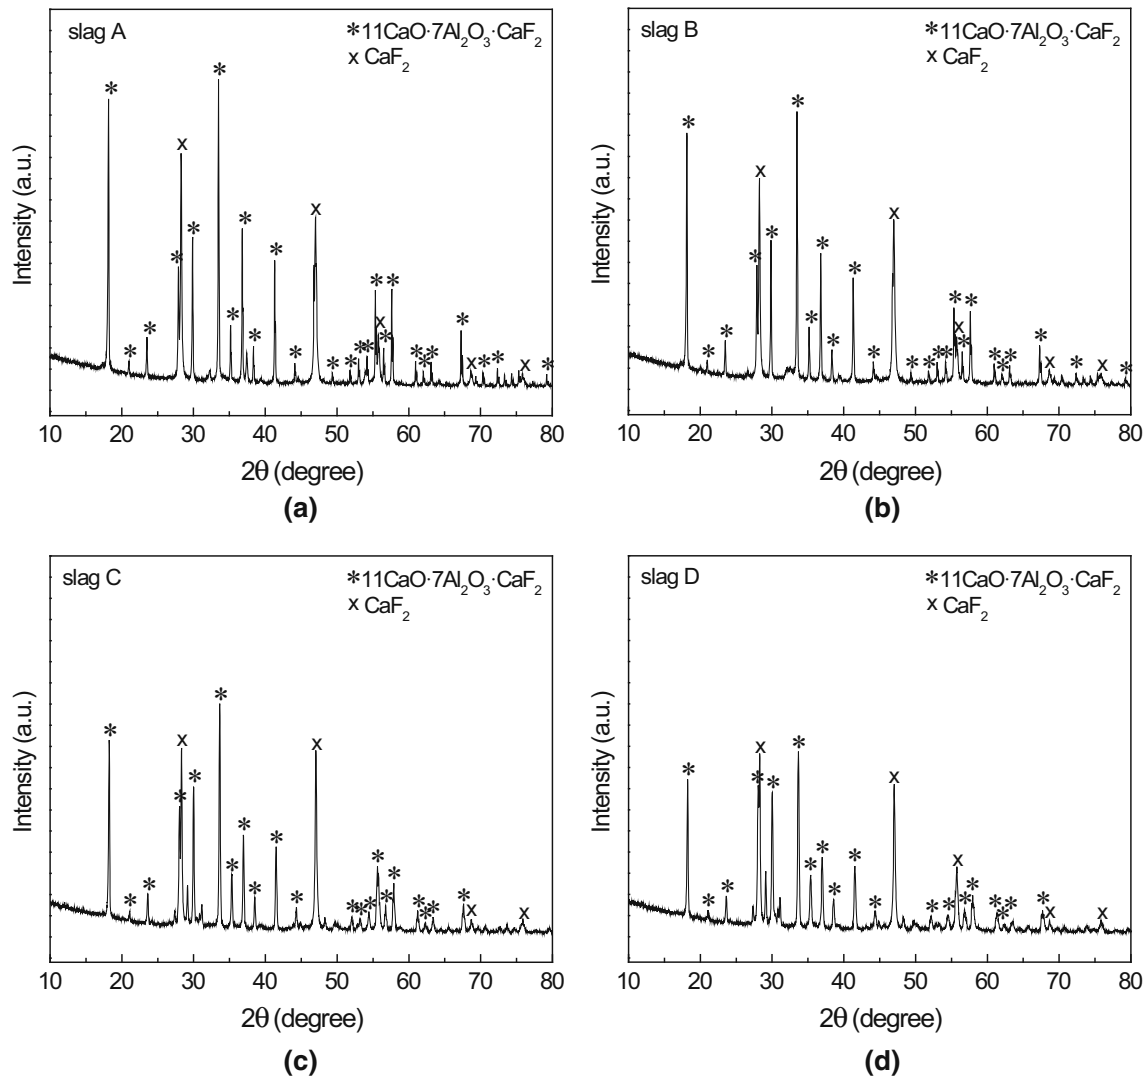 slag A
*11CaO·7Al₂O₃·CaF₂
x CaF₂
Intensity (a.u.)
10 20 30 40 50 60 70 80
2θ (degree)
(a)
slag B
*11CaO·7Al₂O₃·CaF₂
x CaF₂
Intensity (a.u.)
10 20 30 40 50 60 70 80
2θ (degree)
(b)
slag C
*11CaO·7Al₂O₃·CaF₂
x CaF₂
Intensity (a.u.)
10 20 30 40 50 60 70 80
2θ (degree)
(c)
slag D
*11CaO·7Al₂O₃·CaF₂
x CaF₂
Intensity (a.u.)
10 20 30 40 50 60 70 80
2θ (degree)
(d)